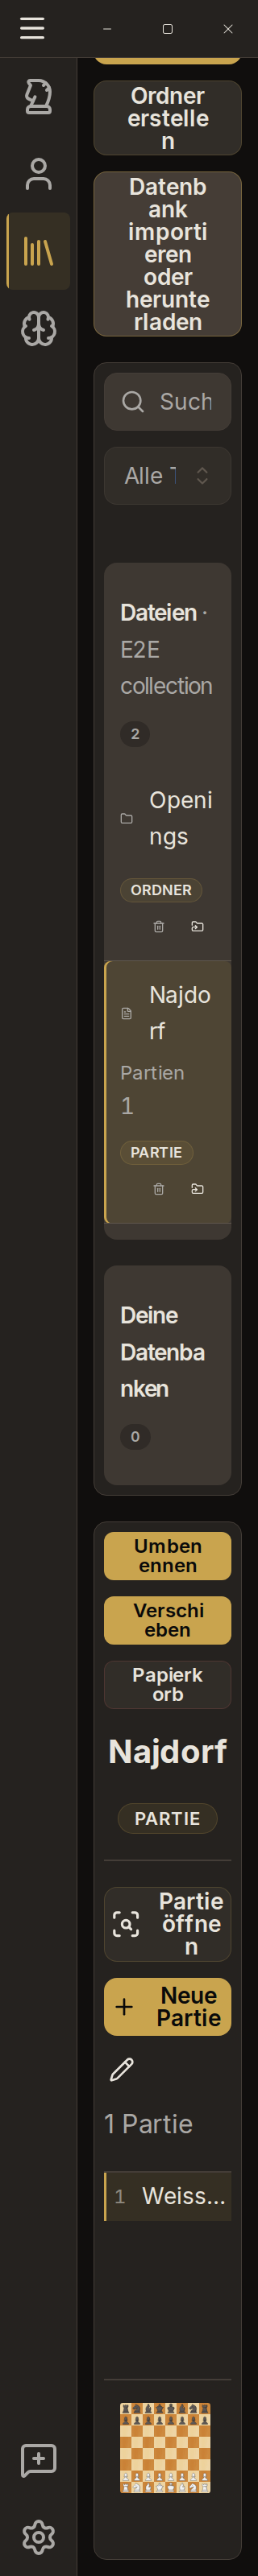 Ordner
erstelle
n
Datenb
ank
importi
eren
oder
herunte
rladen
Such
Alle
Dateien ·
E2E
collection
2
Openi
ngs
ORDNER
Najdo
rf
Partien
1
PARTIE
Deine
Datenba
nken
0
Umben
ennen
Verschi
eben
Papierk
orb
Najdorf
PARTIE
Partie
öffne
n
Neue
Partie
1 Partie
1 Weiss...